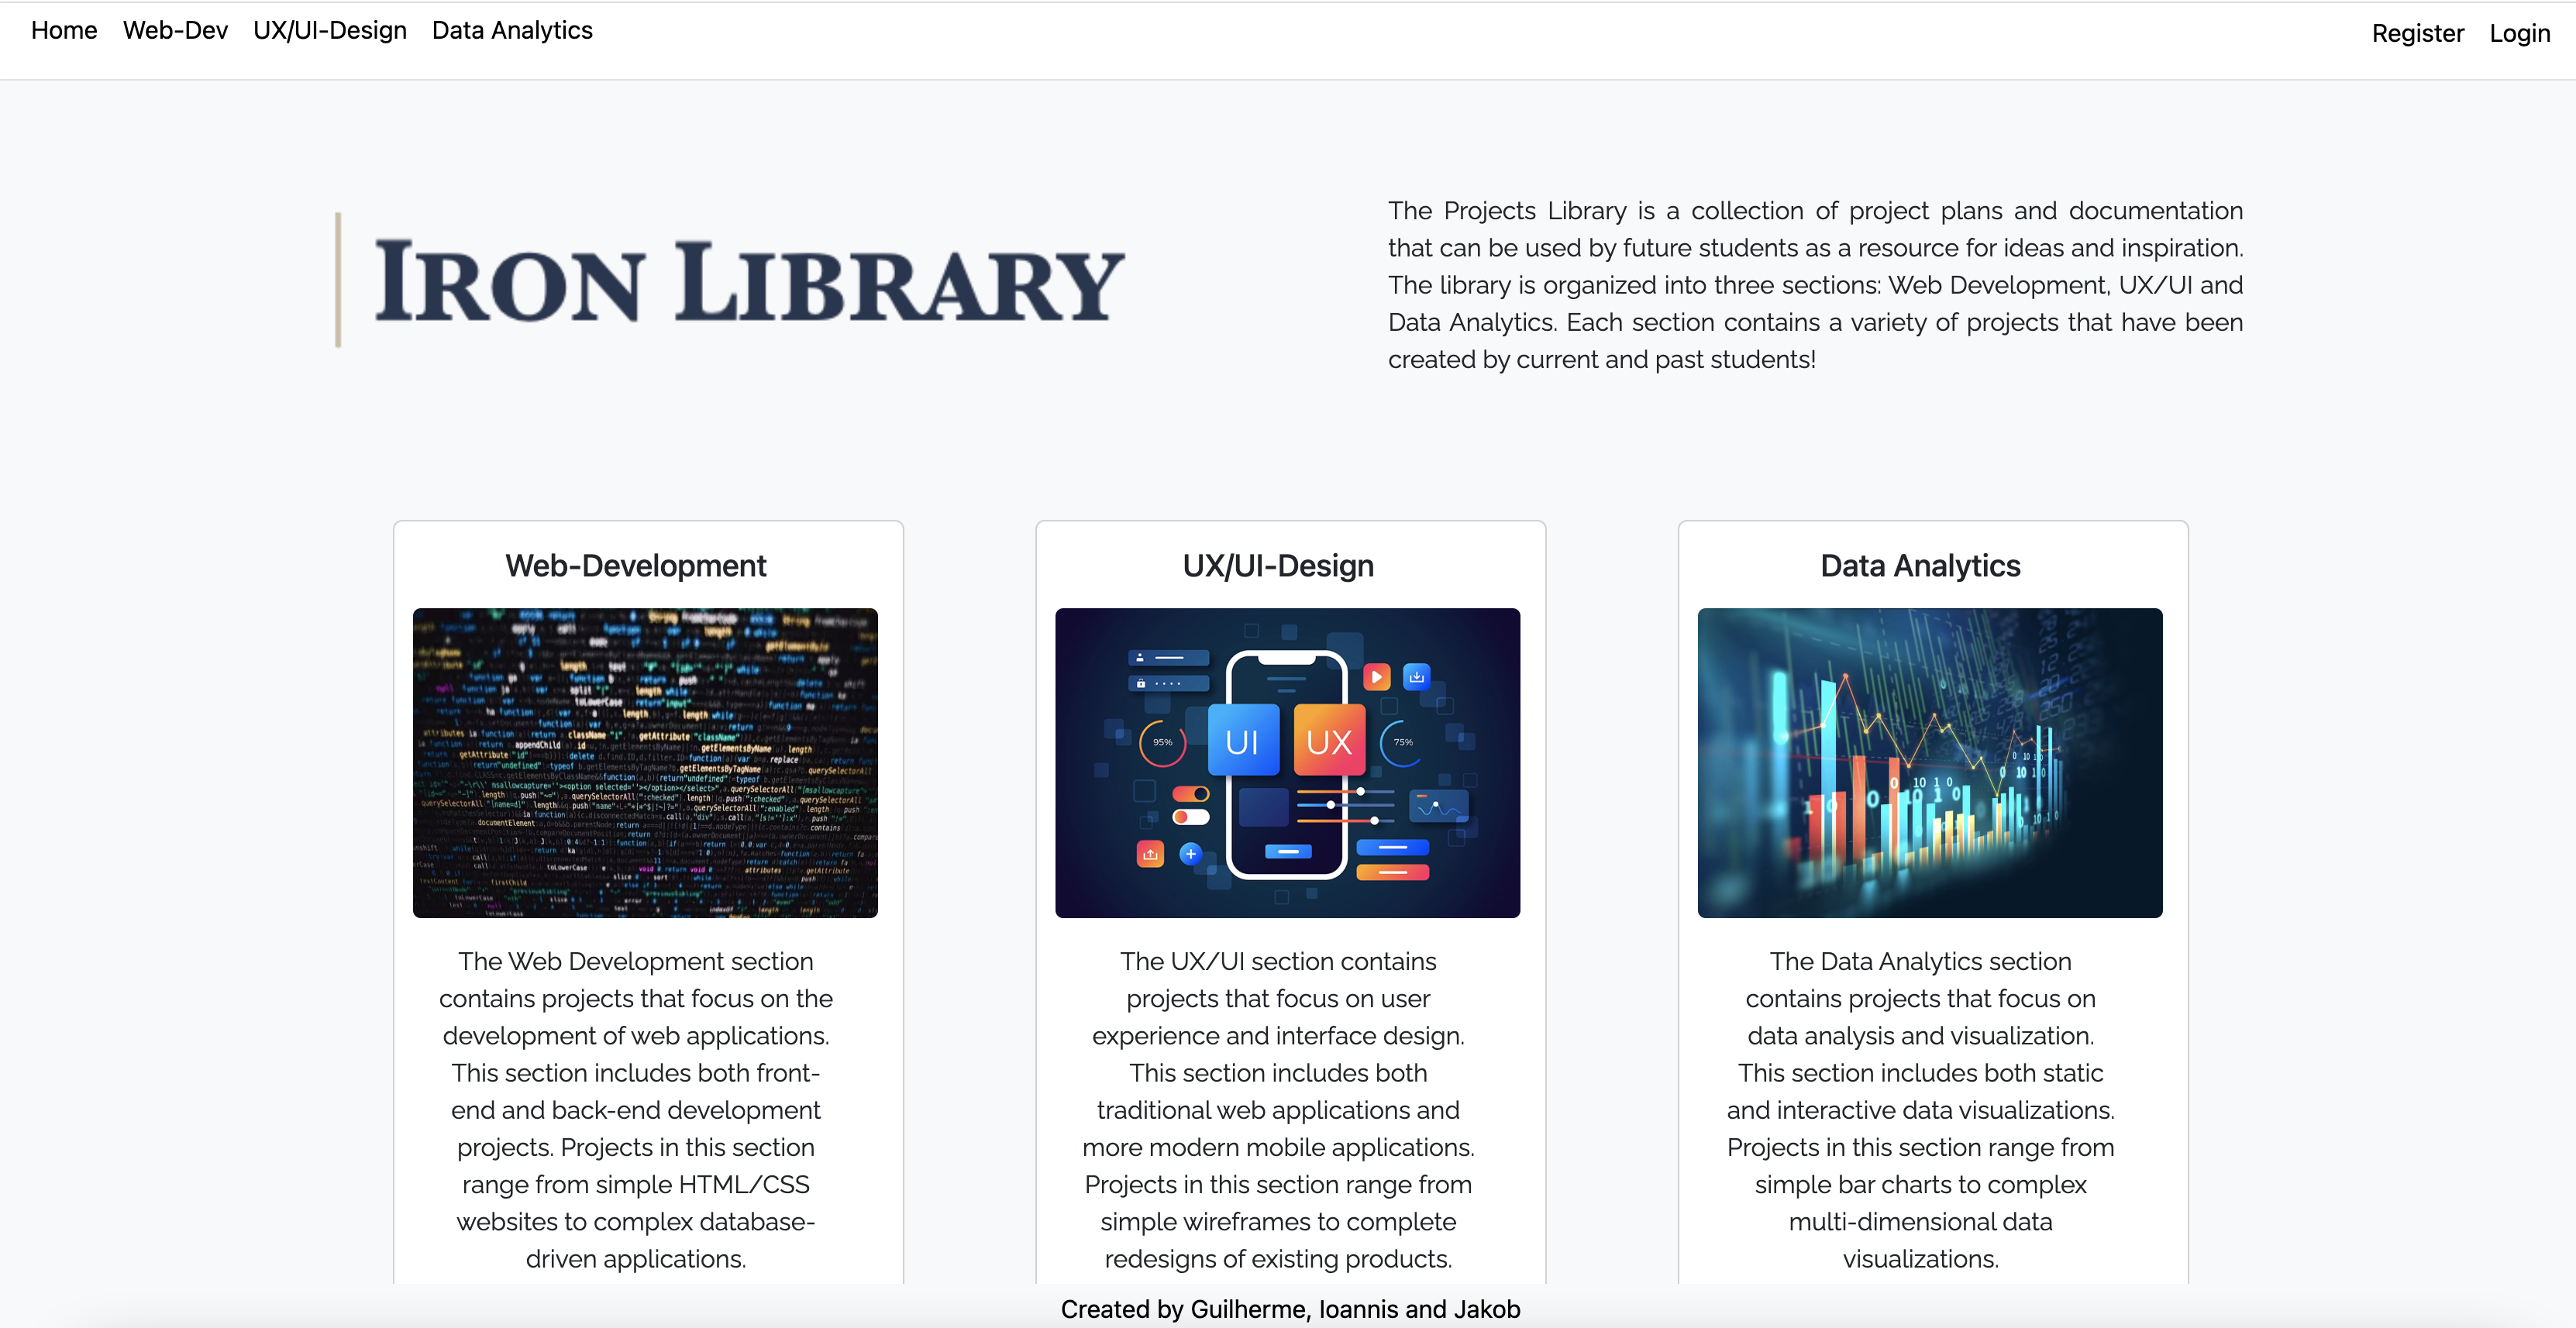 Home Web-Dev UX/UI-Design Data Analytics Register Login
IRON LIBRARY
The Projects Library is a collection of project plans and documentation
that can be used by future students as a resource for ideas and inspiration.
The library is organized into three sections: Web Development, UX/UI and
Data Analytics. Each section contains a variety of projects that have been
created by current and past students!
Web-Development
The Web Development section
contains projects that focus on the
development of web applications.
This section includes both front-
end and back-end development
projects. Projects in this section
range from simple HTML/CSS
websites to complex database-
driven applications.
UX/UI-Design
95%
UI
UX
75%
The UX/UI section contains
projects that focus on user
experience and interface design.
This section includes both
traditional web applications and
more modern mobile applications.
Projects in this section range from
simple wireframes to complete
redesigns of existing products.
Data Analytics
The Data Analytics section
contains projects that focus on
data analysis and visualization.
This section includes both static
and interactive data visualizations.
Projects in this section range from
simple bar charts to complex
multi-dimensional data
visualizations.
Created by Guilherme, Ioannis and Jakob